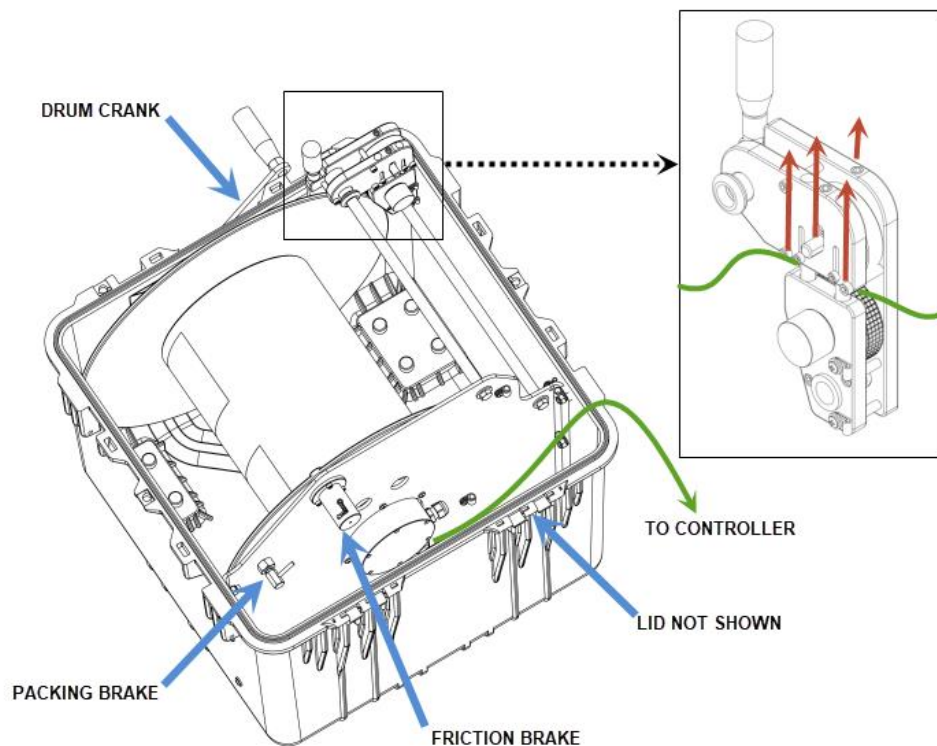 DRUM CRANK
TO CONTROLLER
LID NOT SHOWN
PACKING BRAKE
FRICTION BRAKE